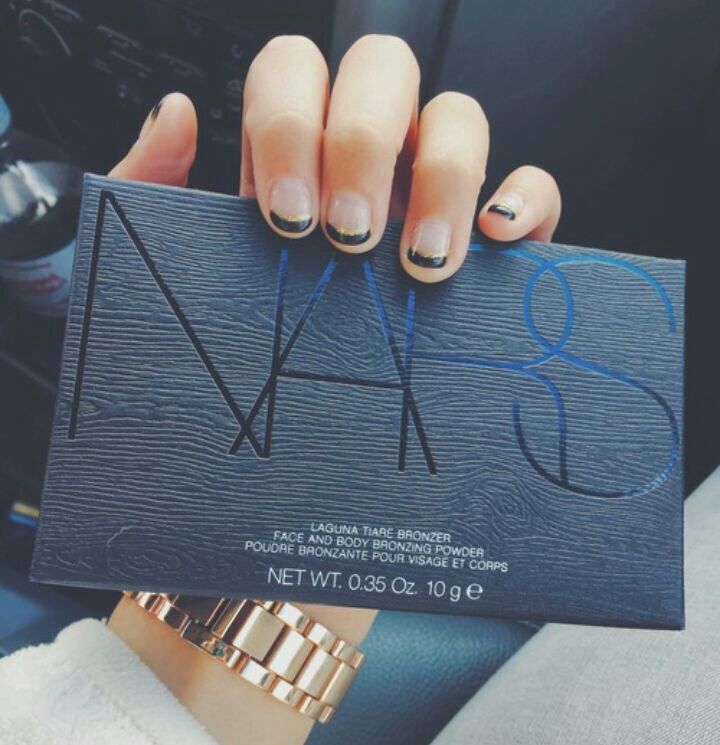 NARS
LAGUNA TIARE BRONZER
FACE AND BODY BRONZING POWDER
POUDRE BRONZANTE POUR VISAGE ET CORPS
NET WT. 0.35 Oz. 10 g ℮